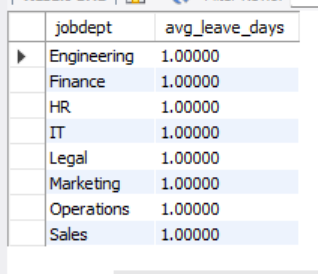 jobdept avg_leave_days
Engineering 1.00000
Finance 1.00000
HR 1.00000
IT 1.00000
Legal 1.00000
Marketing 1.00000
Operations 1.00000
Sales 1.00000